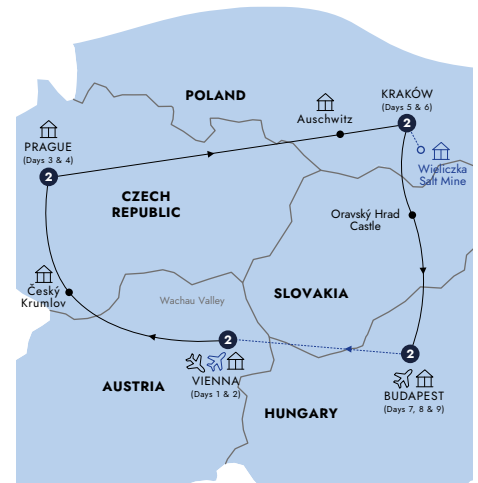 POLAND
KRAKÓW
(Days 5 & 6)
2
Auschwitz
PRAGUE
(Days 3 & 4)
2
Wieliczka
Salt Mine
CZECH
REPUBLIC
Oravský Hrad
Castle
Český
Krumlov
Wachau Valley
SLOVAKIA
2
VIENNA
(Days 1 & 2)
2
BUDAPEST
(Days 7, 8 & 9)
AUSTRIA
HUNGARY